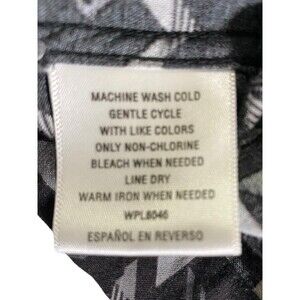 MACHINE WASH COLD
GENTLE CYCLE
WITH LIKE COLORS
ONLY NON-CHLORINE
BLEACH WHEN NEEDED
LINE DRY
WARM IRON WHEN NEEDED
WPL8046
ESPAÑOL EN REVERSO